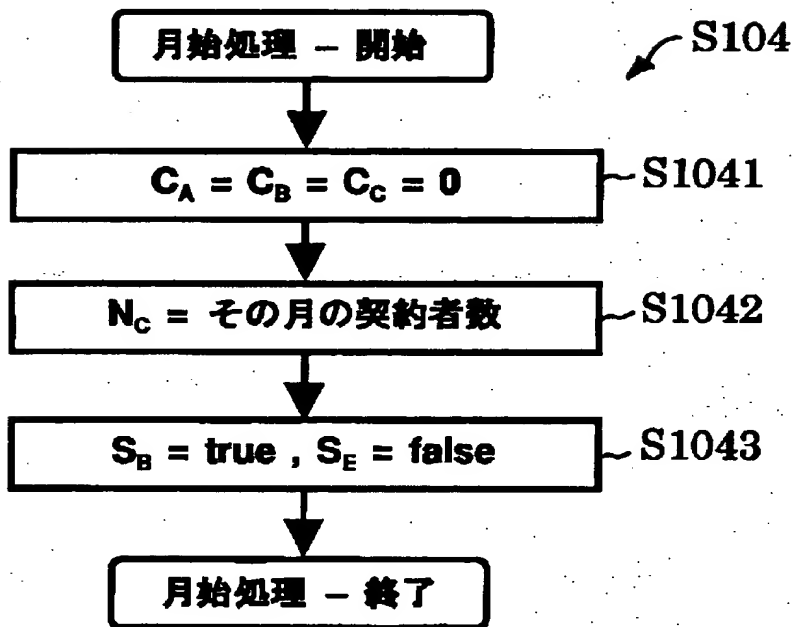 月始処理 – 開始
S104
C_A = C_B = C_C = 0
S1041
N_C = その月の契約者数
S1042
S_B = true , S_E = false
S1043
月始処理 – 終了